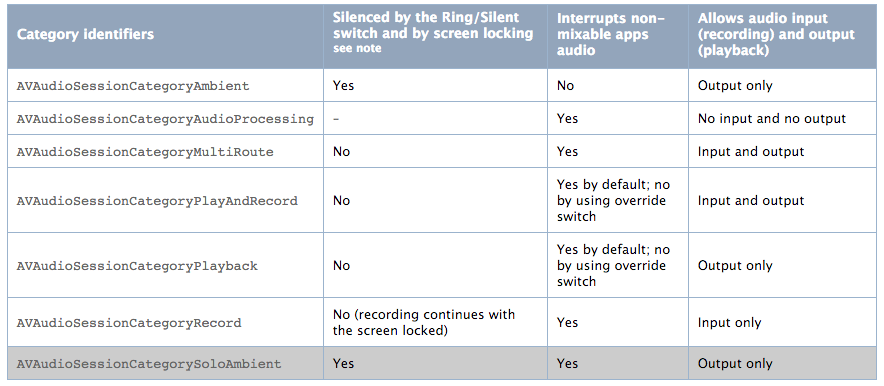 Category identifiers
Silenced by the Ring/Silent
switch and by screen locking
see note
Interrupts non-
mixable apps
audio
Allows audio input
(recording) and output
(playback)
AVAudioSessionCategoryAmbient
Yes
No
Output only
AVAudioSessionCategoryAudioProcessing
-
Yes
No input and no output
AVAudioSessionCategoryMultiRoute
No
Yes
Input and output
AVAudioSessionCategoryPlayAndRecord
No
Yes by default; no
by using override
switch
Input and output
AVAudioSessionCategoryPlayback
No
Yes by default; no
by using override
switch
Output only
AVAudioSessionCategoryRecord
No (recording continues with
the screen locked)
Yes
Input only
AVAudioSessionCategorySoloAmbient
Yes
Yes
Output only